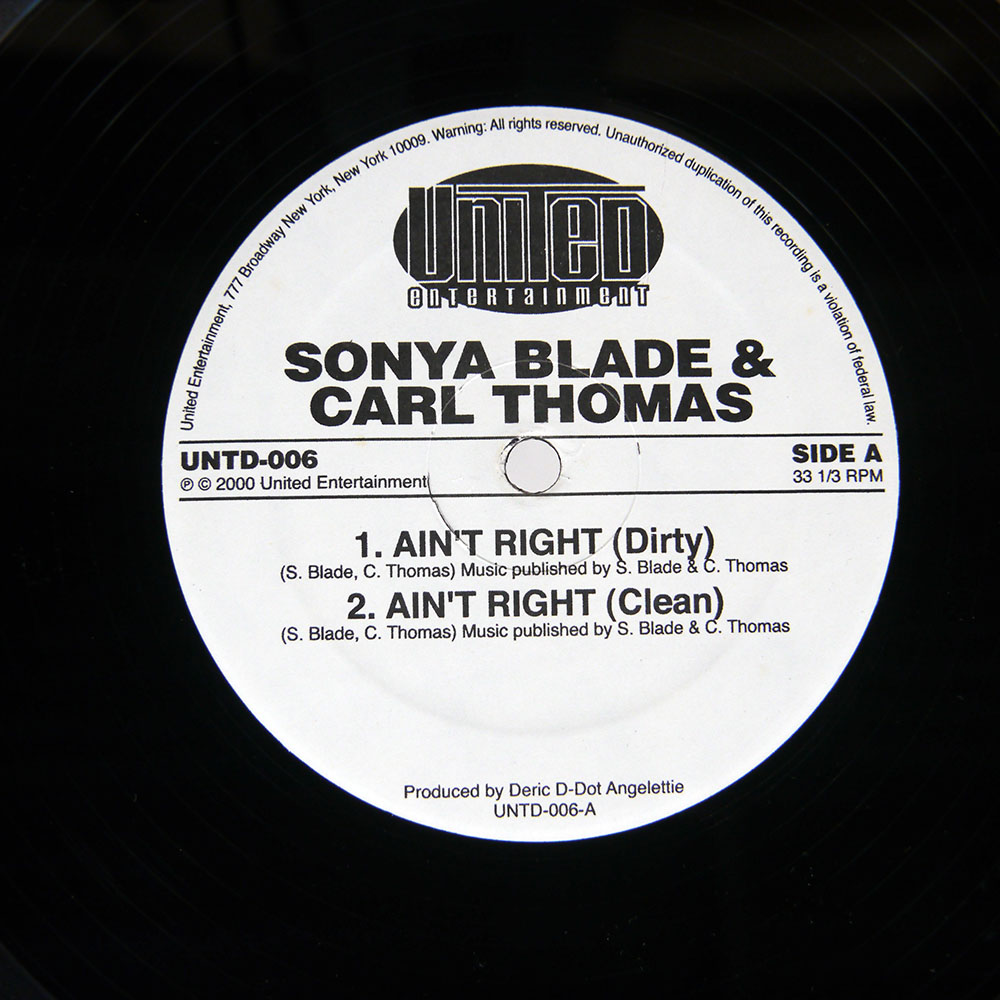 United Entertainment, 777 Broadway New York, New York 10009. Warning: All rights reserved. Unauthorized duplication of this recording is a violation of federal law.
UNITED
ENTERTAINMENT
SONYA BLADE &
CARL THOMAS
UNTD-006
℗ © 2000 United Entertainment
SIDE A
33 1/3 RPM
1. AIN'T RIGHT (Dirty)
(S. Blade, C. Thomas) Music published by S. Blade & C. Thomas
2. AIN'T RIGHT (Clean)
(S. Blade, C. Thomas) Music published by S. Blade & C. Thomas
Produced by Deric D-Dot Angelettie
UNTD-006-A